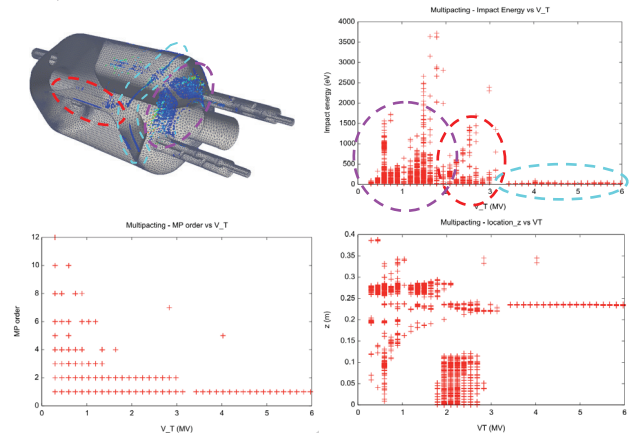 Multipacting - Impact Energy vs V_T
4000
3500
3000
2500
2000
1500
1000
500
0
Impact energy (eV)
0 1 2 3 4 5 6
V_T (MV)
Multipacting - MP order vs V_T
12
10
8
6
4
2
0
MP order
0 1 2 3 4 5 6
V_T (MV)
Multipacting - location_z vs VT
0.4
0.35
0.3
0.25
0.2
0.15
0.1
0.05
0
z (m)
0 1 2 3 4 5 6
VT (MV)